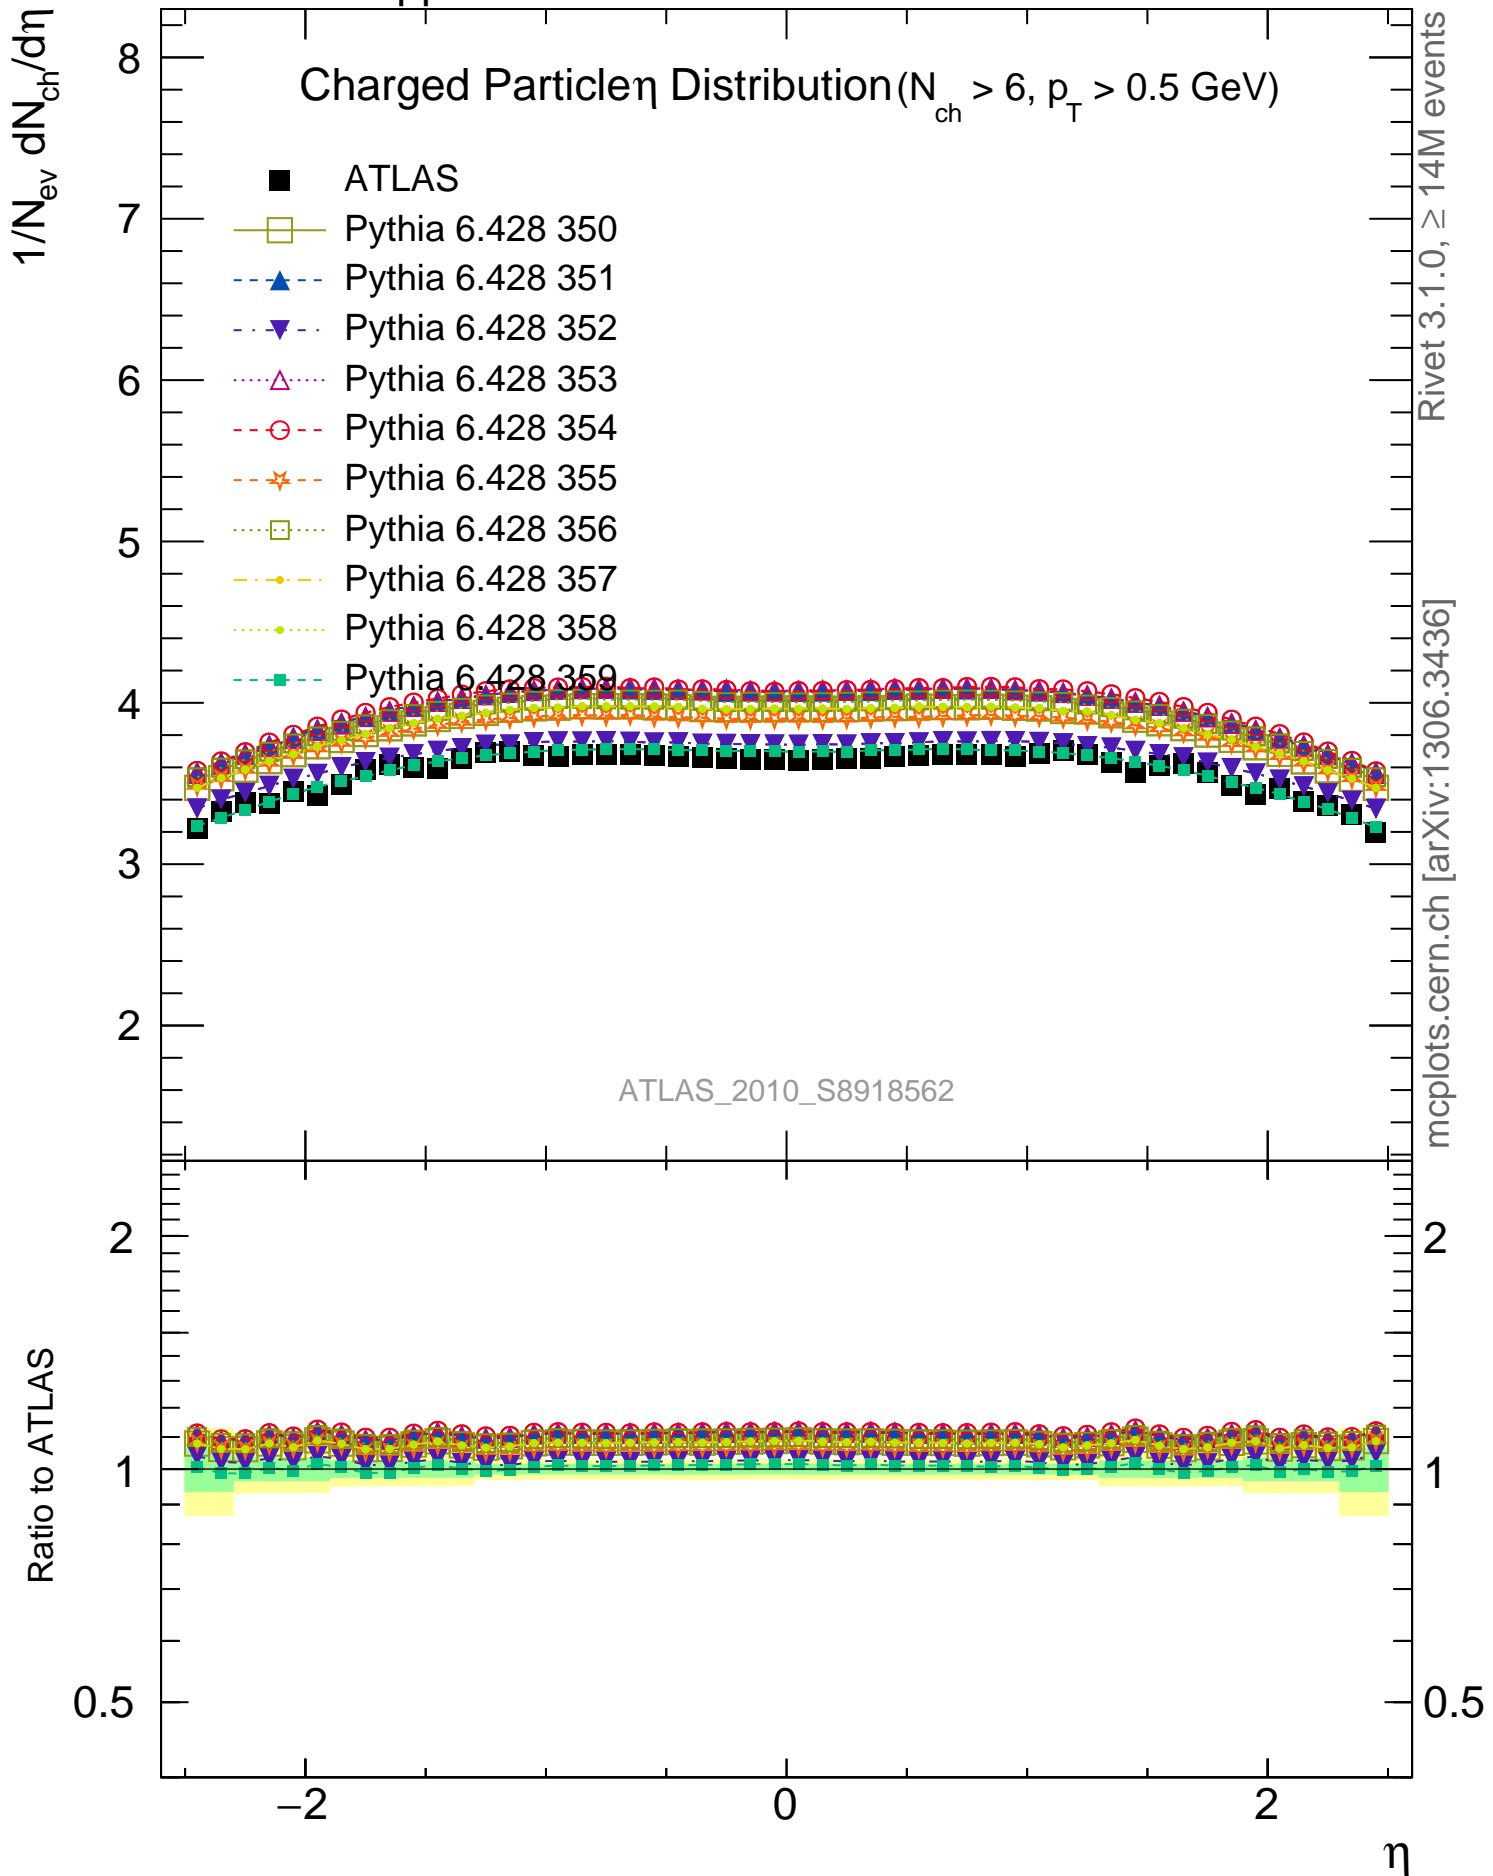 pp
1/N_ev dN_ch/dη
Charged Particleη Distribution(N_ch > 6, p_T > 0.5 GeV)
ATLAS
Pythia 6.428 350
Pythia 6.428 351
Pythia 6.428 352
Pythia 6.428 353
Pythia 6.428 354
Pythia 6.428 355
Pythia 6.428 356
Pythia 6.428 357
Pythia 6.428 358
Pythia 6.428 359
8
7
6
5
4
3
2
ATLAS_2010_S8918562
Rivet 3.1.0, ≥ 14M events
mcplots.cern.ch [arXiv:1306.3436]
Ratio to ATLAS
2
1
0.5
2
1
0.5
−2
0
2
η